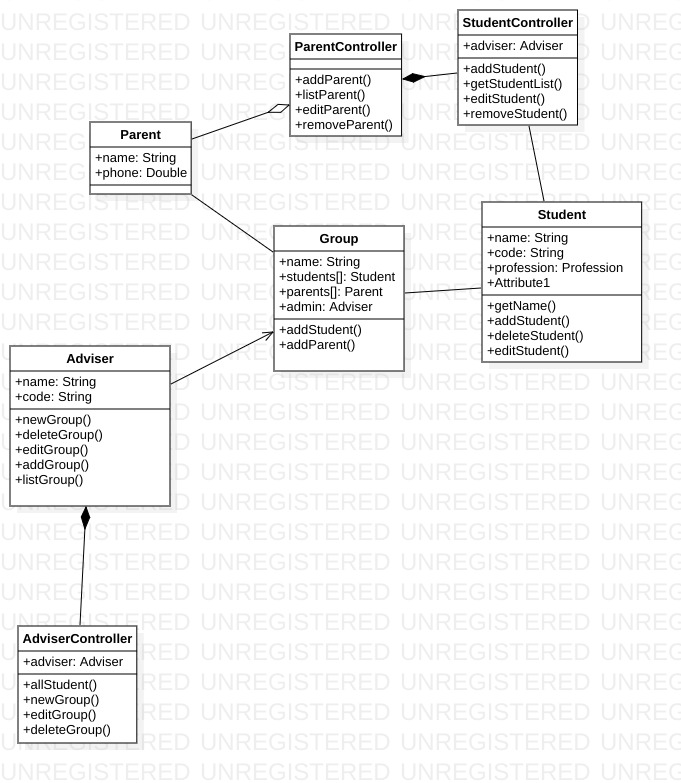 StudentController
+adviser: Adviser
+addStudent()
+getStudentList()
+editStudent()
+removeStudent()
ParentController
+addParent()
+listParent()
+editParent()
+removeParent()
Parent
+name: String
+phone: Double
Student
+name: String
+code: String
+profession: Profession
+Attribute1
+getName()
+addStudent()
+deleteStudent()
+editStudent()
Group
+name: String
+students[]: Student
+parents[]: Parent
+admin: Adviser
+addStudent()
+addParent()
Adviser
+name: String
+code: String
+newGroup()
+deleteGroup()
+editGroup()
+addGroup()
+listGroup()
AdviserController
+adviser: Adviser
+allStudent()
+newGroup()
+editGroup()
+deleteGroup()
UNREGISTERED UNREGISTERED UNREGISTERED